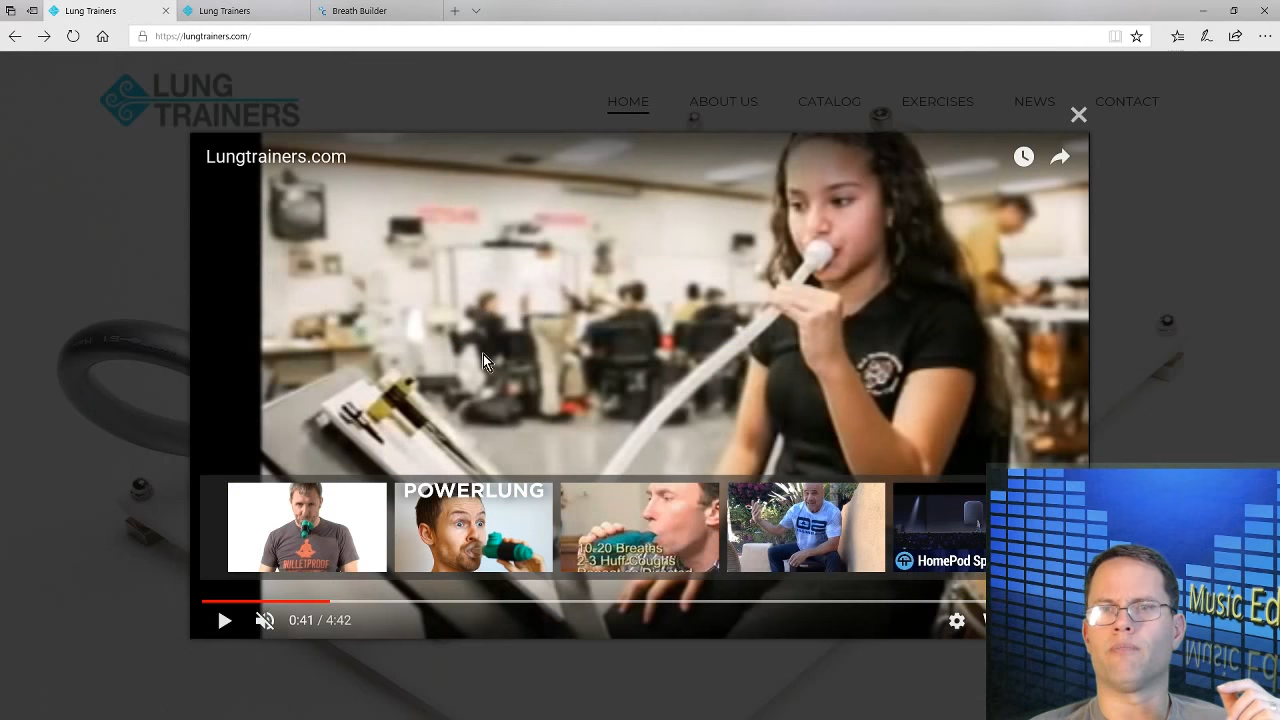 Lung Trainers
Lung Trainers
Breath Builder
https://lungtrainers.com/
LUNG
TRAINERS
HOME
ABOUT US
CATALOG
EXERCISES
NEWS
CONTACT
Lungtrainers.com
BULLETPROOF
POWERLUNG
10-20 Breaths
2-3 Huff Coughs
HomePod Sp
0:41 / 4:42
Music Ed